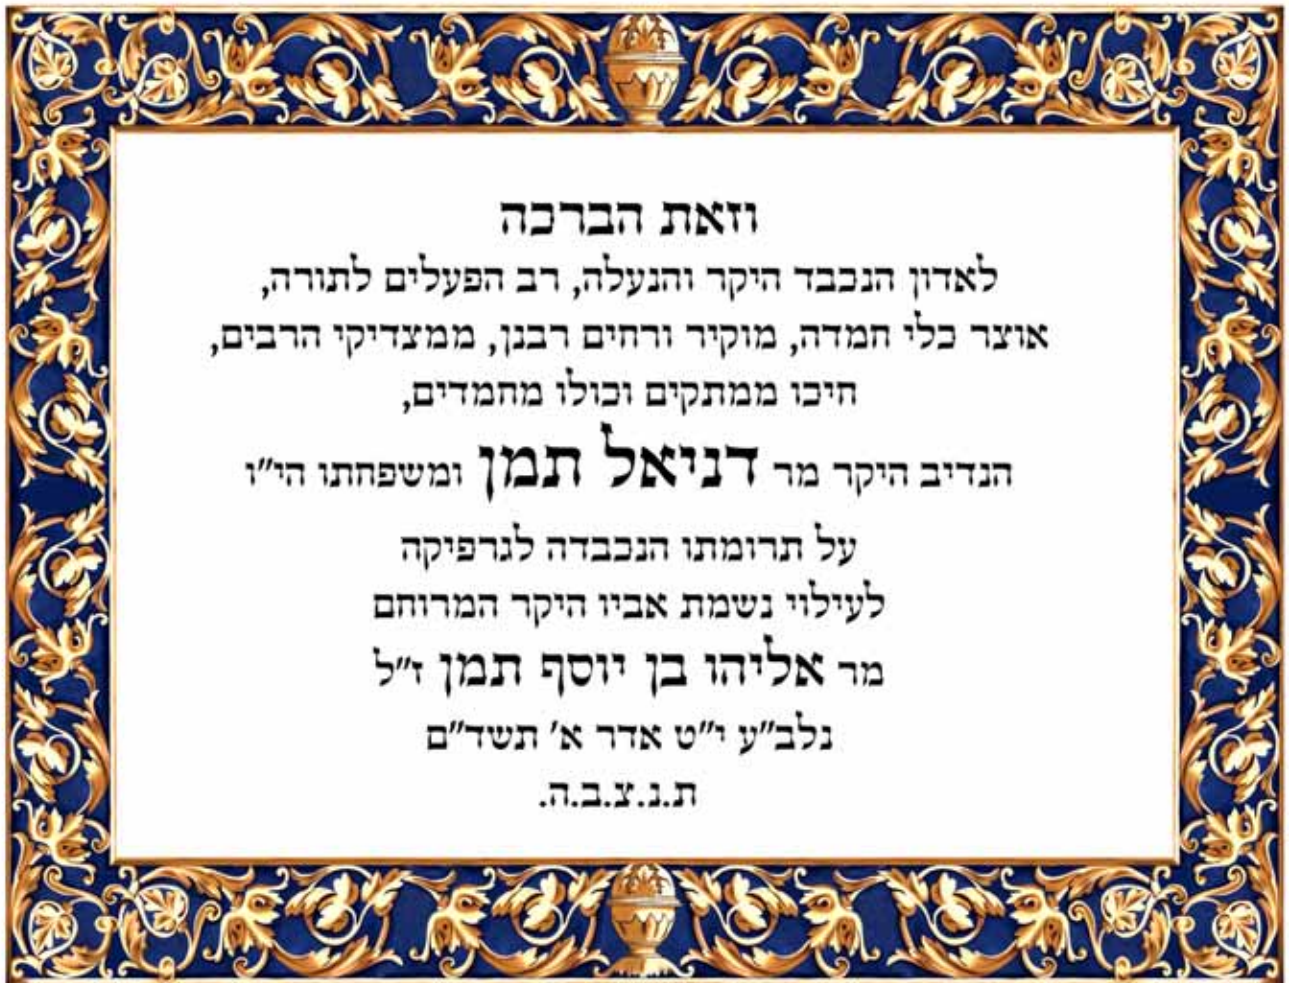 וזאת הברכה
לאדון הנכבד היקר והנעלה, רב הפעלים לתורה,
אוצר כלי חמדה, מוקיר ורחים רבנן, ממצדיקי הרבים,
חיכו ממתקים וכולו מחמדים,
הנדיב היקר מר דניאל תמן ומשפחתו הי"ו
על תרומתו הנכבדה לגרפיקה
לעילוי נשמת אביו היקר המרוחם
מר אליהו בן יוסף תמן ז"ל
נלב"ע י"ט אדר א' תשד"ם
ת.נ.צ.ב.ה.